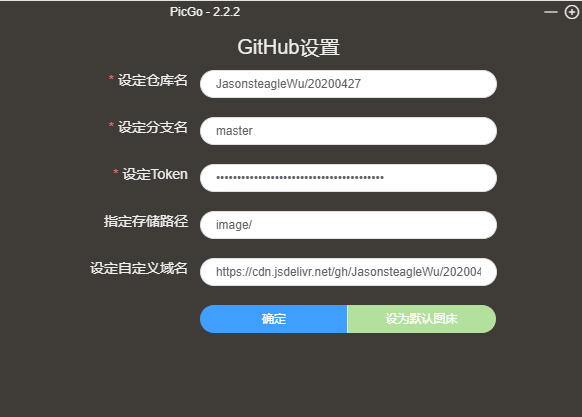 PicGo - 2.2.2
GitHub设置
* 设定仓库名 JasonsteagleWu/20200427
* 设定分支名 master
* 设定Token ••••••••••••••••••••••••••••••••••••••••
指定存储路径 image/
设定自定义域名 https://cdn.jsdelivr.net/gh/JasonsteagleWu/202004
确定 设为默认图床